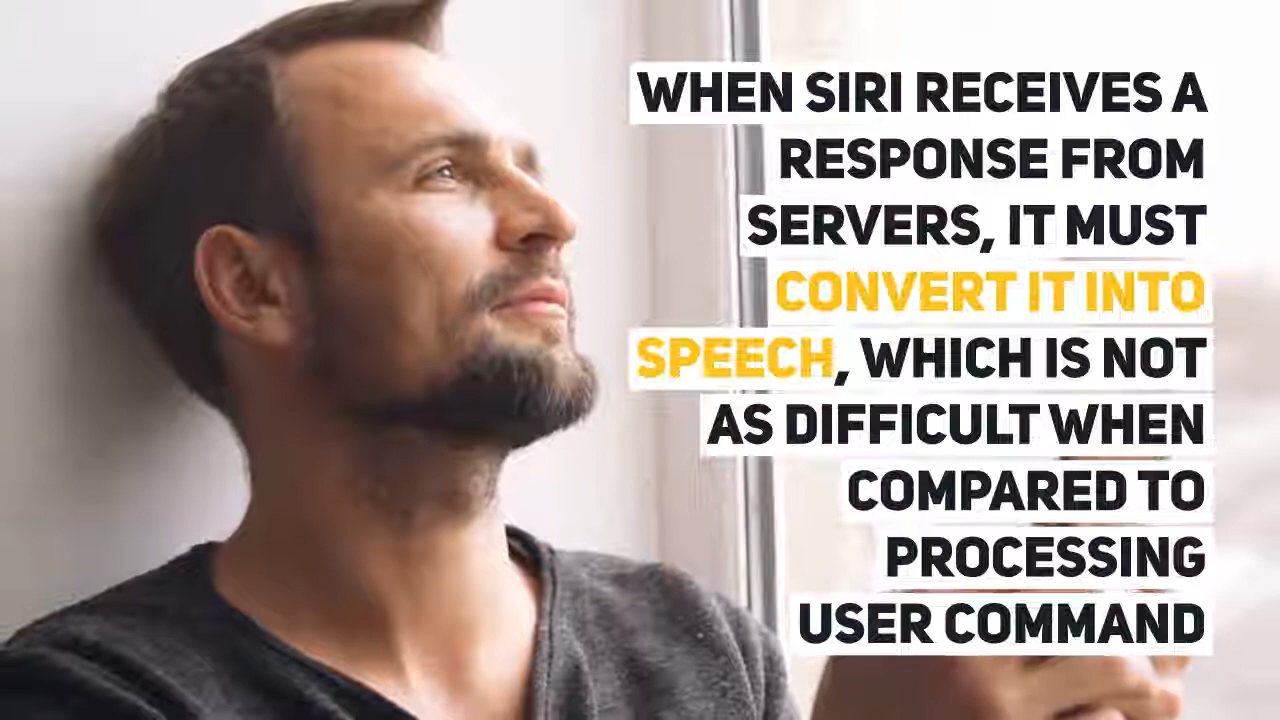 WHEN SIRI RECEIVES A
RESPONSE FROM
SERVERS, IT MUST
CONVERT IT INTO
SPEECH, WHICH IS NOT
AS DIFFICULT WHEN
COMPARED TO
PROCESSING
USER COMMAND